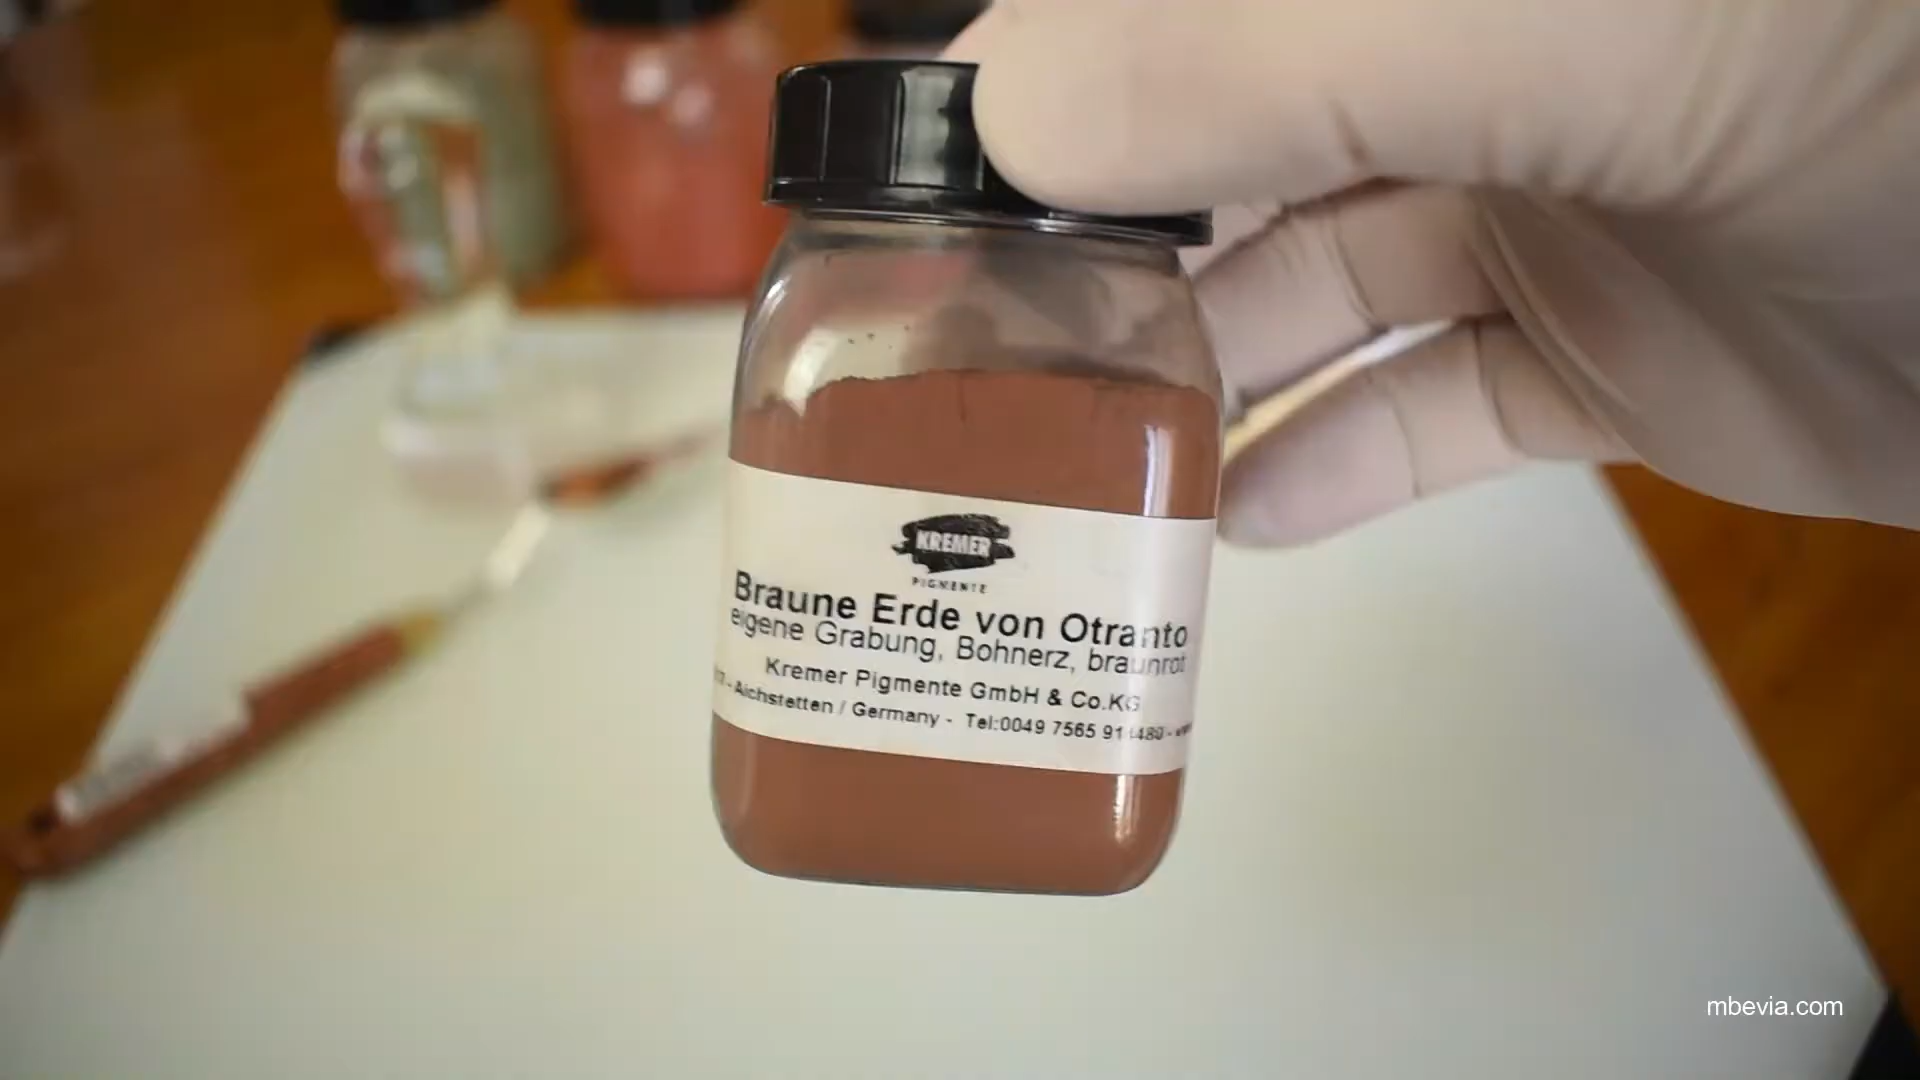 KREMER
PIGMENTE
Braune Erde von Otranto
eigene Grabung, Bohnerz, braunrot
Kremer Pigmente GmbH & Co.KG
- Aichstetten / Germany - Tel:0049 7565 91
mbevia.com